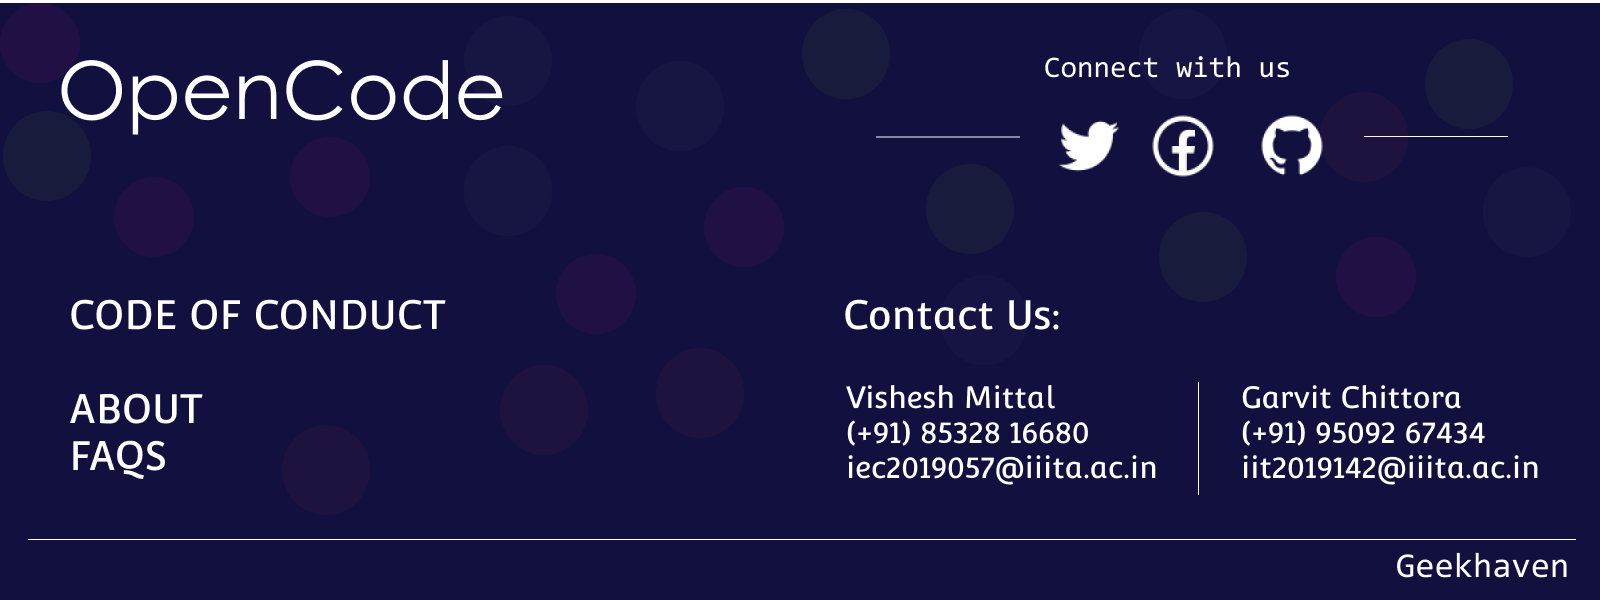 OpenCode
Connect with us
CODE OF CONDUCT
ABOUT
FAQS
Contact Us:
Vishesh Mittal
(+91) 85328 16680
iec2019057@iiita.ac.in
Garvit Chittora
(+91) 95092 67434
iit2019142@iiita.ac.in
Geekhaven